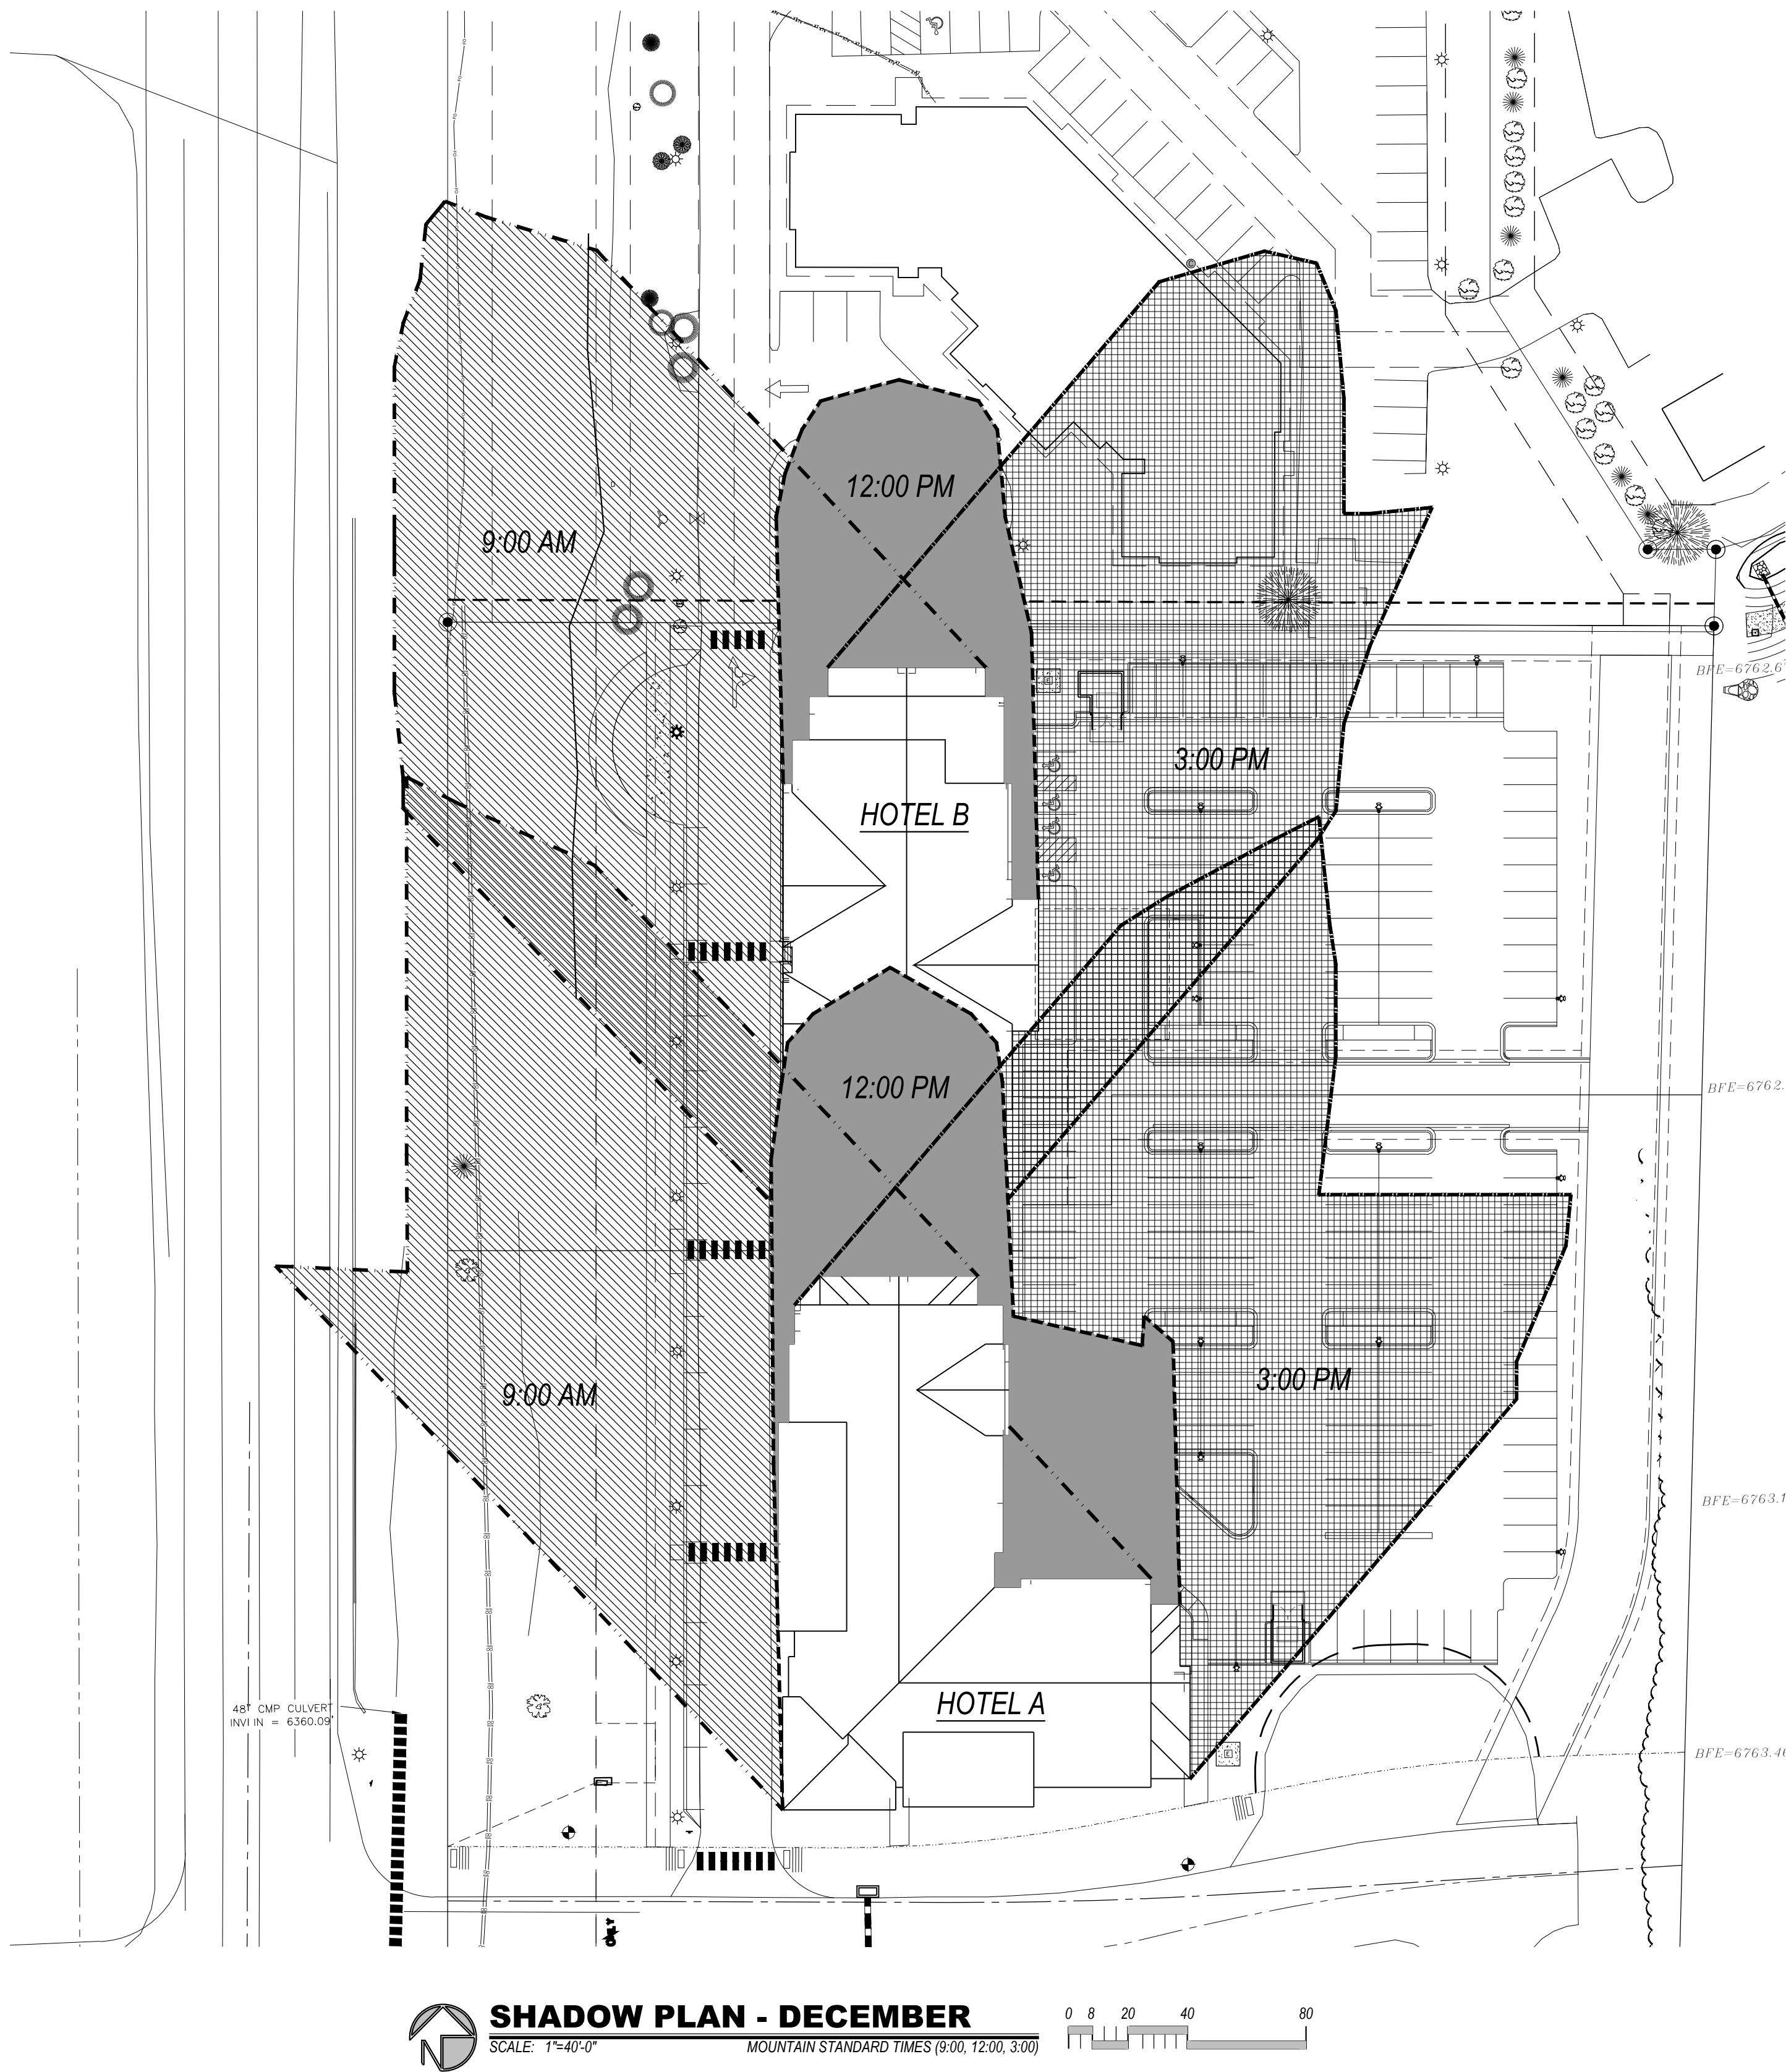 12:00 PM
9:00 AM
BFE=6762.6
3:00 PM
HOTEL B
12:00 PM
BFE=6762.
3:00 PM
9:00 AM
BFE=6763.1
HOTEL A
48" CMP CULVERT
INV IN = 6360.09'
BFE=6763.46
ONLY
SHADOW PLAN - DECEMBER
0 8 20 40 80
SCALE: 1"=40'-0" MOUNTAIN STANDARD TIMES (9:00, 12:00, 3:00)
N